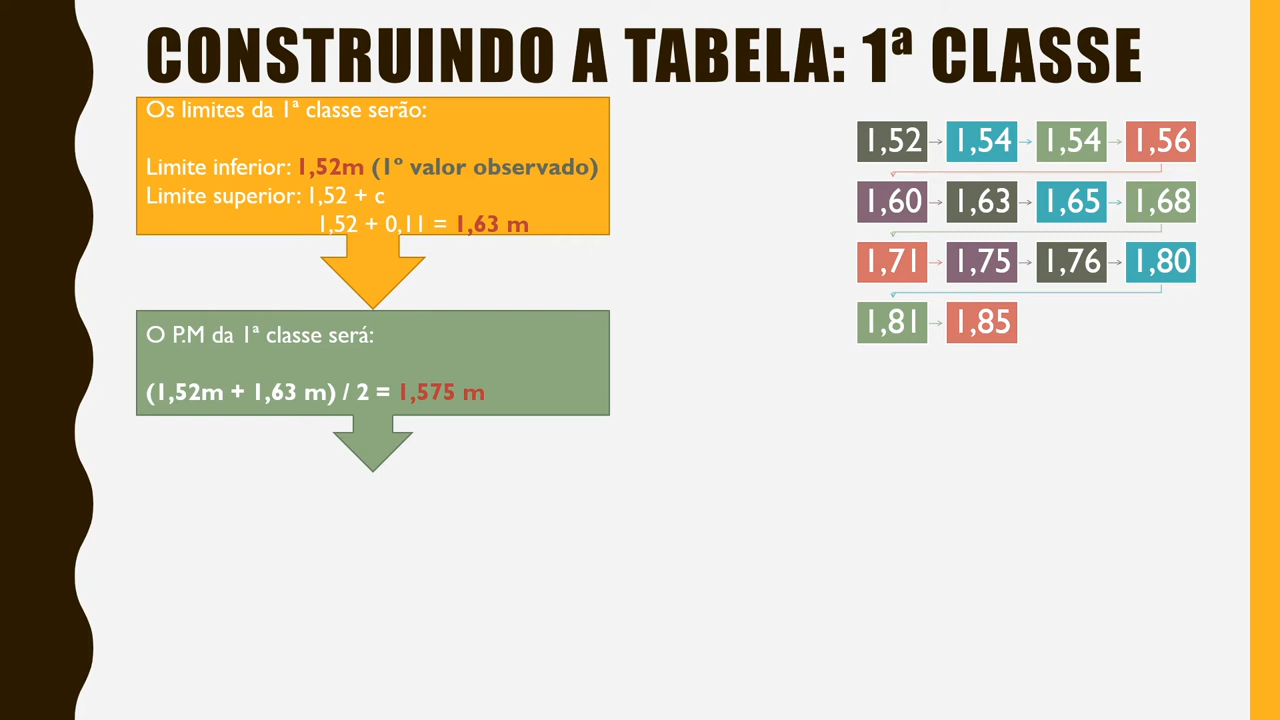 CONSTRUINDO A TABELA: 1ª CLASSE
Os limites da 1ª classe serão:
Limite inferior: 1,52m (1º valor observado)
Limite superior: 1,52 + c
1,52 + 0,11 = 1,63 m
O P.M da 1ª classe será:
(1,52m + 1,63 m) / 2 = 1,575 m
1,52 1,54 1,54 1,56
1,60 1,63 1,65 1,68
1,71 1,75 1,76 1,80
1,81 1,85